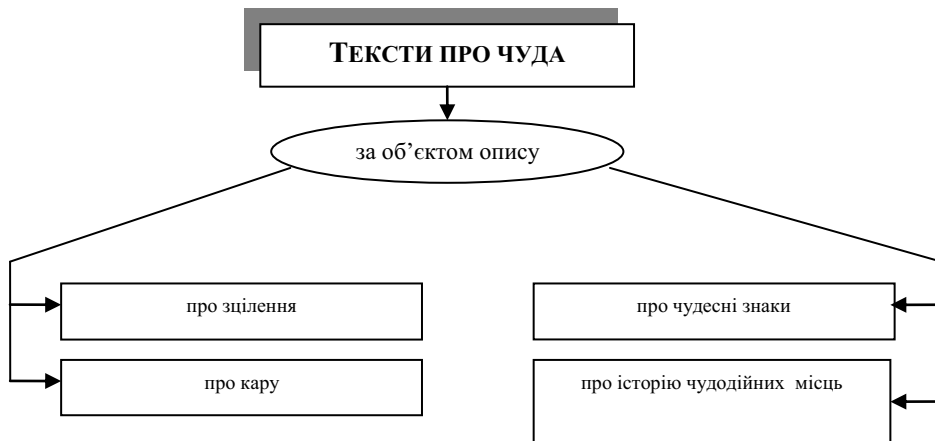 ТЕКСТИ ПРО ЧУДА
за об’єктом опису
про зцілення
про чудесні знаки
про кару
про історію чудодійних місць